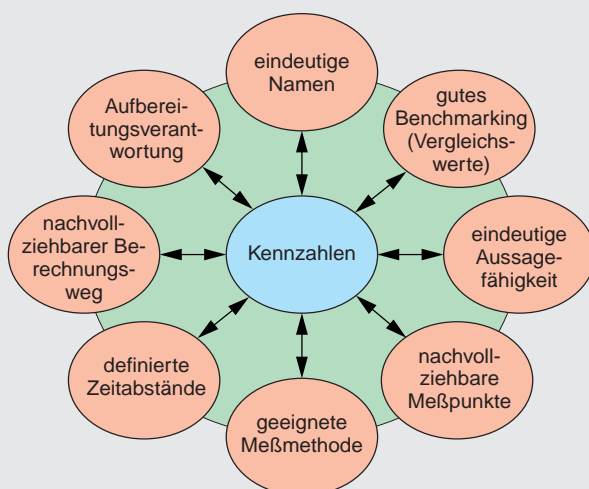 eindeutige
Namen
gutes
Benchmarking
(Vergleichs-
werte)
eindeutige
Aussage-
fähigkeit
nachvoll-
ziehbare
Meßpunkte
geeignete
Meßmethode
definierte
Zeitabstände
nachvoll-
ziehbarer Be-
rechnungs-
weg
Aufberei-
tungsverant-
wortung
Kennzahlen